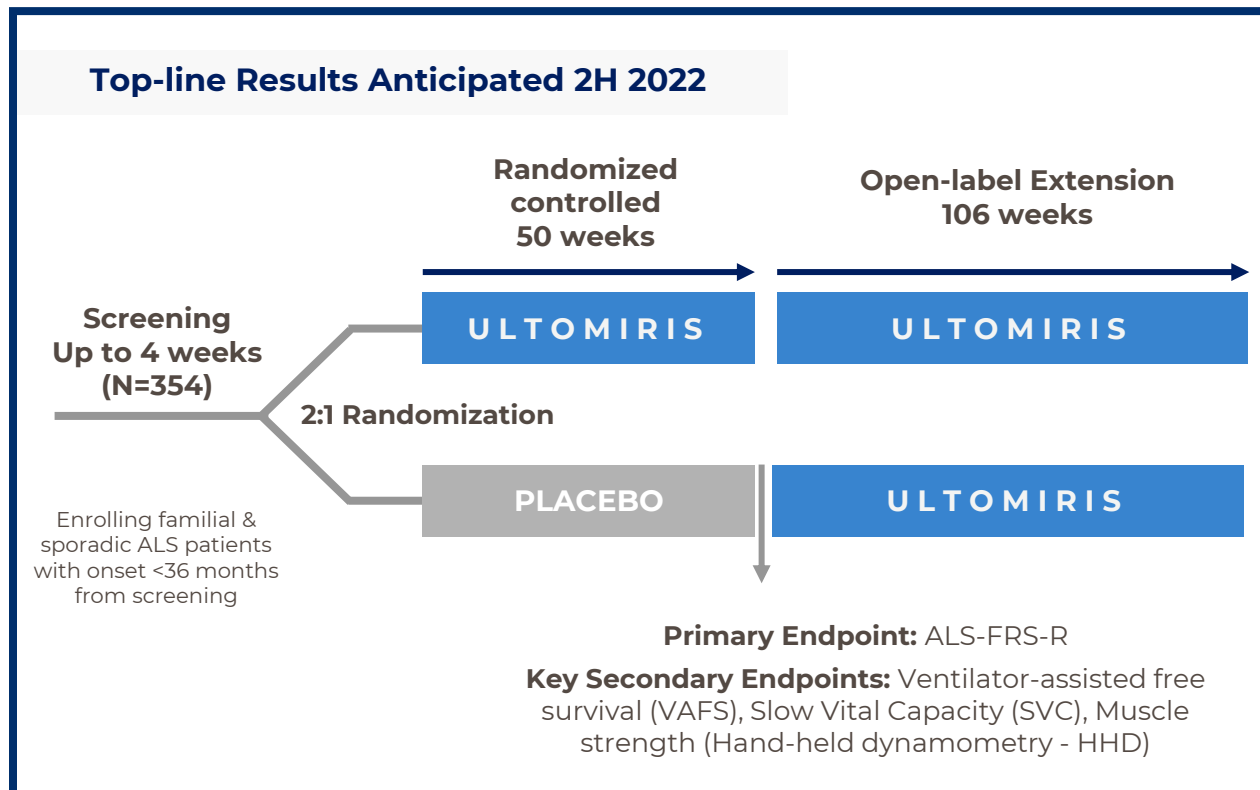 Top-line Results Anticipated 2H 2022
Randomized
controlled
50 weeks
Open-label Extension
106 weeks
Screening
Up to 4 weeks
(N=354)
ULTOMIRIS
ULTOMIRIS
2:1 Randomization
PLACEBO
ULTOMIRIS
Enrolling familial &
sporadic ALS patients
with onset <36 months
from screening
Primary Endpoint: ALS-FRS-R
Key Secondary Endpoints: Ventilator-assisted free
survival (VAFS), Slow Vital Capacity (SVC), Muscle
strength (Hand-held dynamometry - HHD)